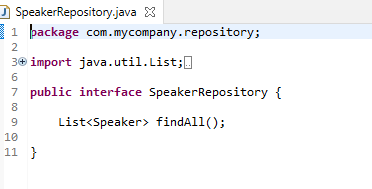 SpeakerRepository.java
1 package com.mycompany.repository;
2
3 import java.util.List;
6
7 public interface SpeakerRepository {
8
9 List<Speaker> findAll();
10
11 }